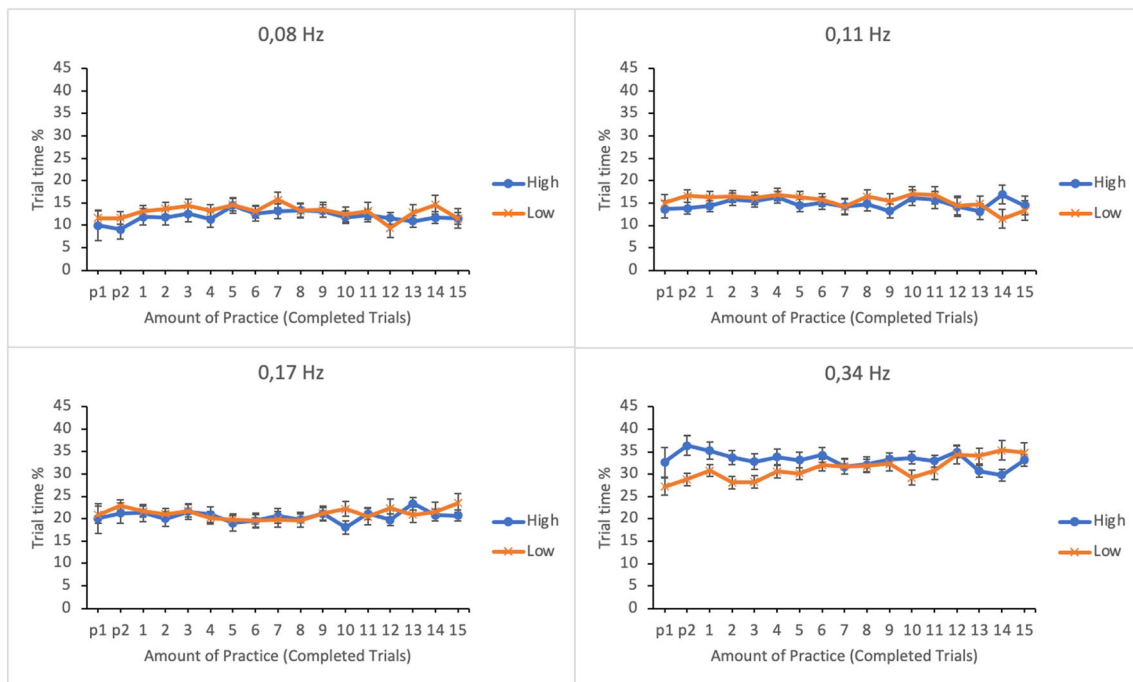 0,08 Hz
45
40
35
30
25
20
15
10
5
0
Trial time %
p1 p2 1 2 3 4 5 6 7 8 9 10 11 12 13 14 15
Amount of Practice (Completed Trials)
High
Low
0,11 Hz
45
40
35
30
25
20
15
10
5
0
Trial time %
p1 p2 1 2 3 4 5 6 7 8 9 10 11 12 13 14 15
Amount of Practice (Completed Trials)
High
Low
0,17 Hz
45
40
35
30
25
20
15
10
5
0
Trial time %
p1 p2 1 2 3 4 5 6 7 8 9 10 11 12 13 14 15
Amount of Practice (Completed Trials)
High
Low
0,34 Hz
45
40
35
30
25
20
15
10
5
0
Trial time %
p1 p2 1 2 3 4 5 6 7 8 9 10 11 12 13 14 15
Amount of Practice (Completed Trials)
High
Low